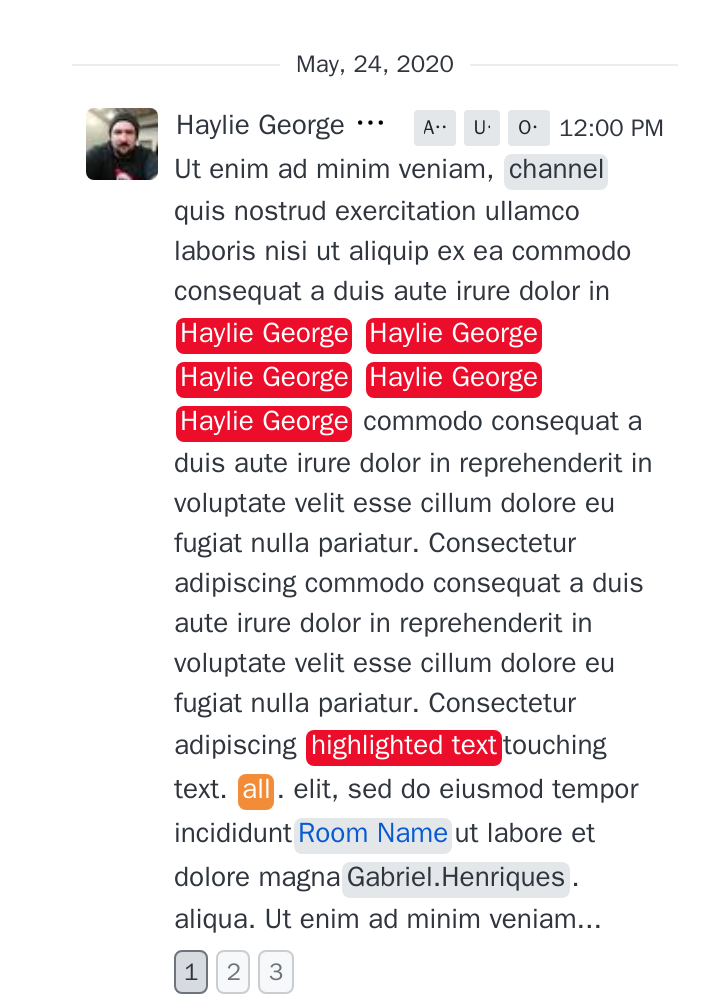 May, 24, 2020
Haylie George ••• A·· U· O· 12:00 PM
Ut enim ad minim veniam, channel
quis nostrud exercitation ullamco
laboris nisi ut aliquip ex ea commodo
consequat a duis aute irure dolor in
Haylie George Haylie George
Haylie George Haylie George
Haylie George commodo consequat a
duis aute irure dolor in reprehenderit in
voluptate velit esse cillum dolore eu
fugiat nulla pariatur. Consectetur
adipiscing commodo consequat a duis
aute irure dolor in reprehenderit in
voluptate velit esse cillum dolore eu
fugiat nulla pariatur. Consectetur
adipiscing highlighted text touching
text. all . elit, sed do eiusmod tempor
incididunt Room Name ut labore et
dolore magna Gabriel.Henriques .
aliqua. Ut enim ad minim veniam...
1 2 3